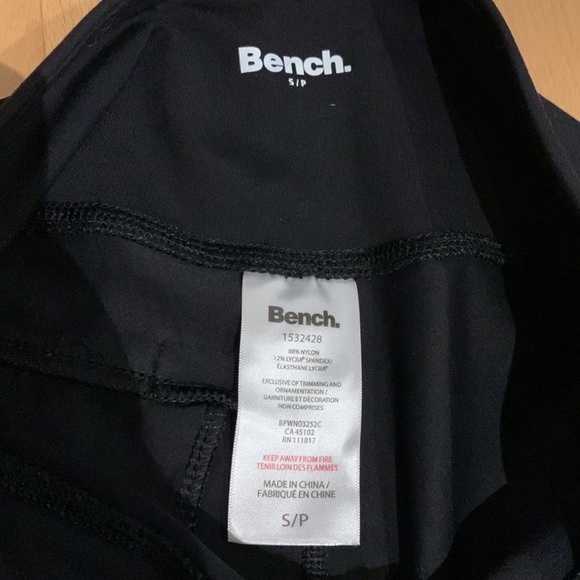 Bench.
S/P
Bench.
1532428
88% NYLON
12% LYCRA® SPANDEX/
ÉLASTHANE LYCRA®
EXCLUSIVE OF TRIMMING AND
ORNAMENTATION/
GARNITURE ET DÉCORATION
NON COMPRISES
BPWN03252C
CA 45102
RN 111817
KEEP AWAY FROM FIRE
TENIR LOIN DES FLAMMES
MADE IN CHINA/
FABRIQUÉ EN CHINE
S/P